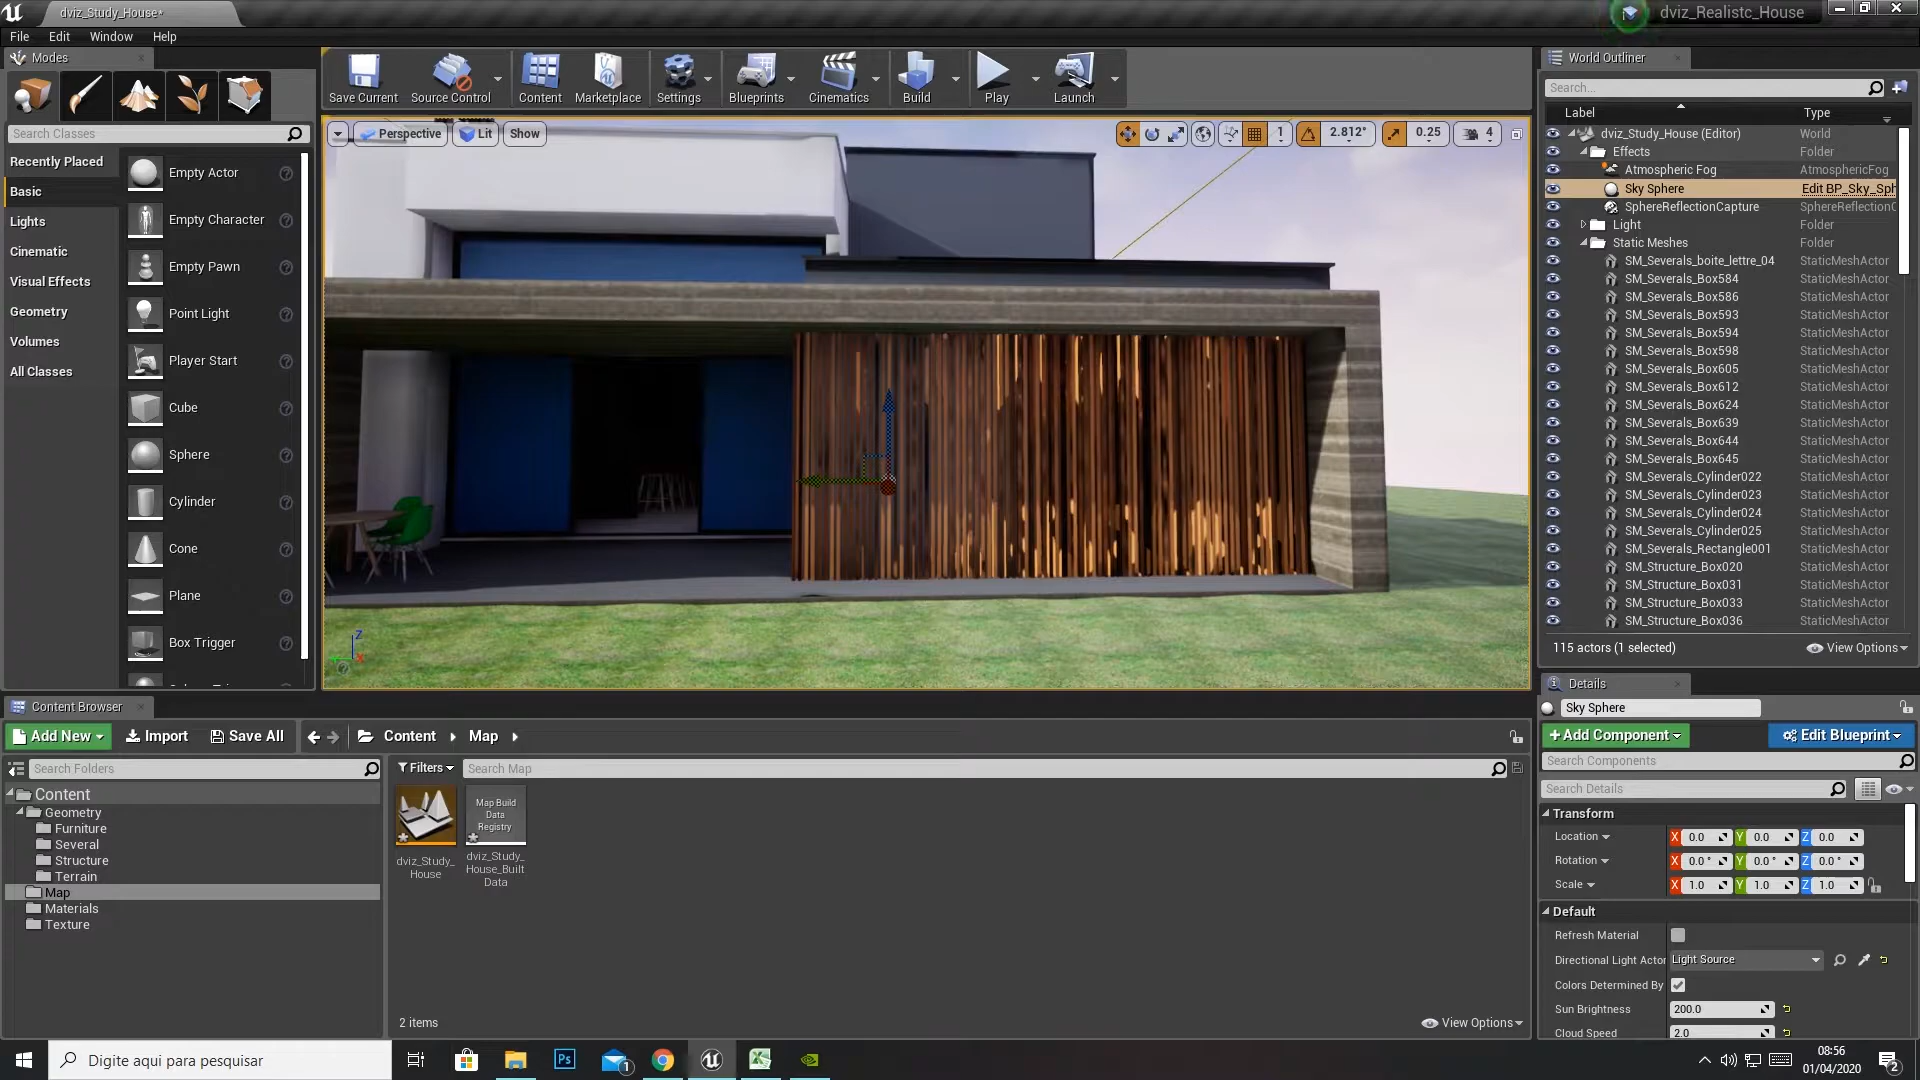 dviz_Study_House*
dviz_Realistc_House
File Edit Window Help
Modes
Search Classes
Recently Placed
Basic
Lights
Cinematic
Visual Effects
Geometry
Volumes
All Classes
Empty Actor
Empty Character
Empty Pawn
Point Light
Player Start
Cube
Sphere
Cylinder
Cone
Plane
Box Trigger
Save Current Source Control Content Marketplace Settings Blueprints Cinematics Build Play Launch
Perspective Lit Show
1 2.812° 0.25 4
Z
X
World Outliner
Search...
Label Type
dviz_Study_House (Editor) World
Effects Folder
Atmospheric Fog AtmosphericFog
Sky Sphere Edit BP_Sky_Sph
SphereReflectionCapture SphereReflectionC
Light Folder
Static Meshes Folder
SM_Severals_boite_lettre_04 StaticMeshActor
SM_Severals_Box584 StaticMeshActor
SM_Severals_Box586 StaticMeshActor
SM_Severals_Box593 StaticMeshActor
SM_Severals_Box594 StaticMeshActor
SM_Severals_Box598 StaticMeshActor
SM_Severals_Box605 StaticMeshActor
SM_Severals_Box612 StaticMeshActor
SM_Severals_Box624 StaticMeshActor
SM_Severals_Box639 StaticMeshActor
SM_Severals_Box644 StaticMeshActor
SM_Severals_Box645 StaticMeshActor
SM_Severals_Cylinder022 StaticMeshActor
SM_Severals_Cylinder023 StaticMeshActor
SM_Severals_Cylinder024 StaticMeshActor
SM_Severals_Cylinder025 StaticMeshActor
SM_Severals_Rectangle001 StaticMeshActor
SM_Structure_Box020 StaticMeshActor
SM_Structure_Box031 StaticMeshActor
SM_Structure_Box033 StaticMeshActor
SM_Structure_Box036 StaticMeshActor
115 actors (1 selected) View Options
Details
Sky Sphere
Add Component Edit Blueprint
Search Components
Search Details
Transform
Location X 0.0 Y 0.0 Z 0.0
Rotation X 0.0 ° Y 0.0 ° Z 0.0 °
Scale X 1.0 Y 1.0 Z 1.0
Default
Refresh Material
Directional Light Actor Light Source
Colors Determined By
Sun Brightness 200.0
Cloud Speed 2.0
Content Browser
Add New Import Save All Content Map
Search Folders
Filters Search Map
Content
Geometry
Furniture
Several
Structure
Terrain
Map
Materials
Texture
Map Build
Data
Registry
dviz_Study_
House
dviz_Study_
House_Built
Data
2 items View Options
Digite aqui para pesquisar
Ps
1
08:56
01/04/2020
2